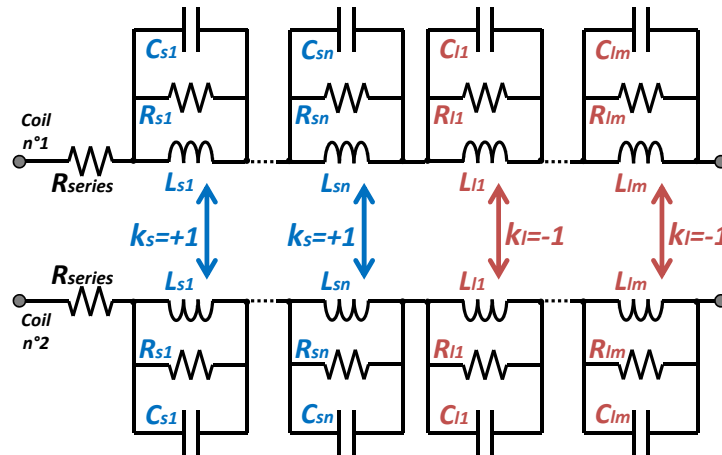 Cs1 Csn Cl1 Clm
Rs1 Rsn Rl1 Rlm
Coil
n°1
Rseries
Ls1 Lsn Ll1 Llm
ks=+1 ks=+1 kl=-1 kl=-1
Rseries
Ls1 Lsn Ll1 Llm
Coil
n°2
Rs1 Rsn Rl1 Rlm
Cs1 Csn Cl1 Clm